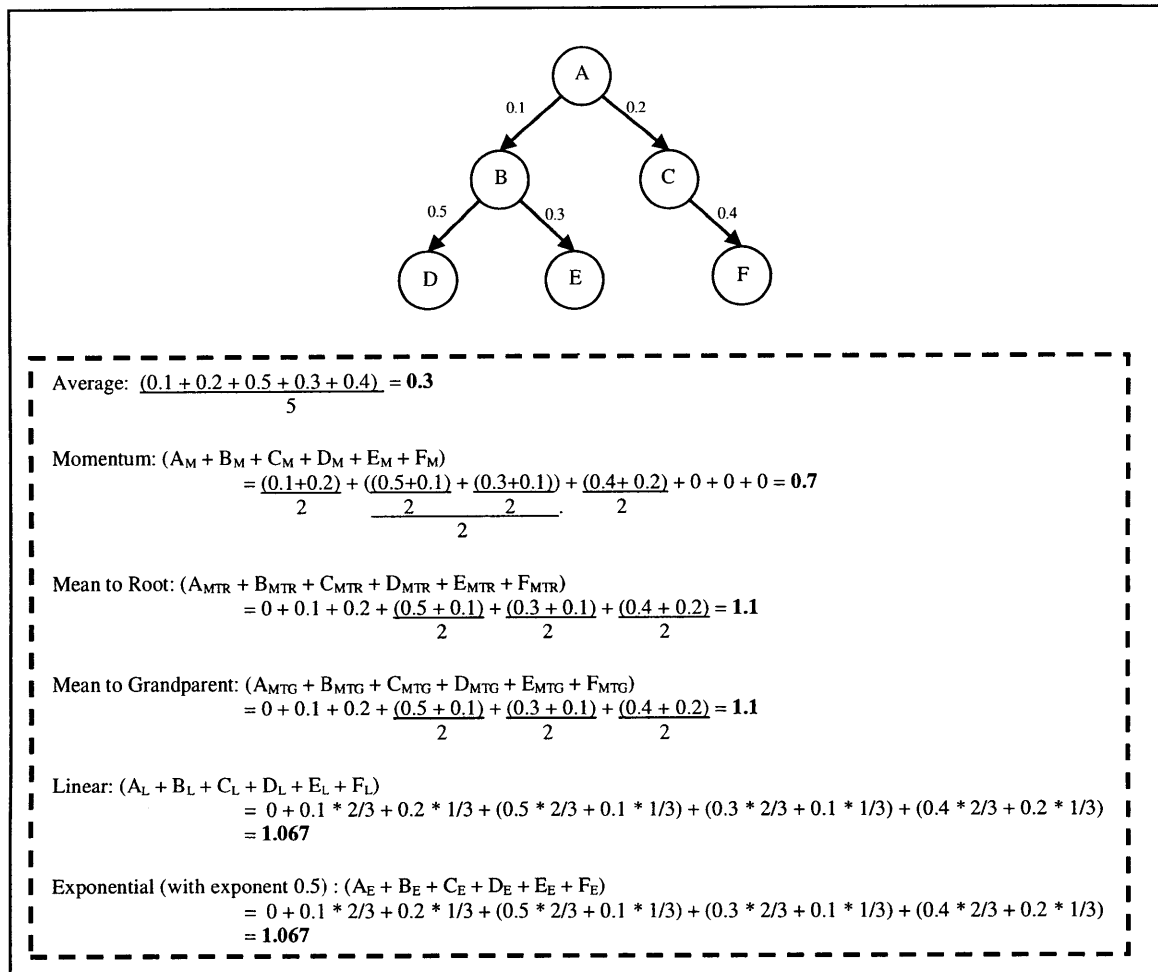 A
0.1 0.2
B C
0.5 0.3 0.4
D E F
Average: (0.1 + 0.2 + 0.5 + 0.3 + 0.4) = 0.3
5
Momentum: (A_M + B_M + C_M + D_M + E_M + F_M)
= (0.1+0.2) + ((0.5+0.1) + (0.3+0.1)) + (0.4+ 0.2) + 0 + 0 + 0 = 0.7
2 2 2 . 2
2
Mean to Root: (A_MTR + B_MTR + C_MTR + D_MTR + E_MTR + F_MTR)
= 0 + 0.1 + 0.2 + (0.5 + 0.1) + (0.3 + 0.1) + (0.4 + 0.2) = 1.1
2 2 2
Mean to Grandparent: (A_MTG + B_MTG + C_MTG + D_MTG + E_MTG + F_MTG)
= 0 + 0.1 + 0.2 + (0.5 + 0.1) + (0.3 + 0.1) + (0.4 + 0.2) = 1.1
2 2 2
Linear: (A_L + B_L + C_L + D_L + E_L + F_L)
= 0 + 0.1 * 2/3 + 0.2 * 1/3 + (0.5 * 2/3 + 0.1 * 1/3) + (0.3 * 2/3 + 0.1 * 1/3) + (0.4 * 2/3 + 0.2 * 1/3)
= 1.067
Exponential (with exponent 0.5) : (A_E + B_E + C_E + D_E + E_E + F_E)
= 0 + 0.1 * 2/3 + 0.2 * 1/3 + (0.5 * 2/3 + 0.1 * 1/3) + (0.3 * 2/3 + 0.1 * 1/3) + (0.4 * 2/3 + 0.2 * 1/3)
= 1.067